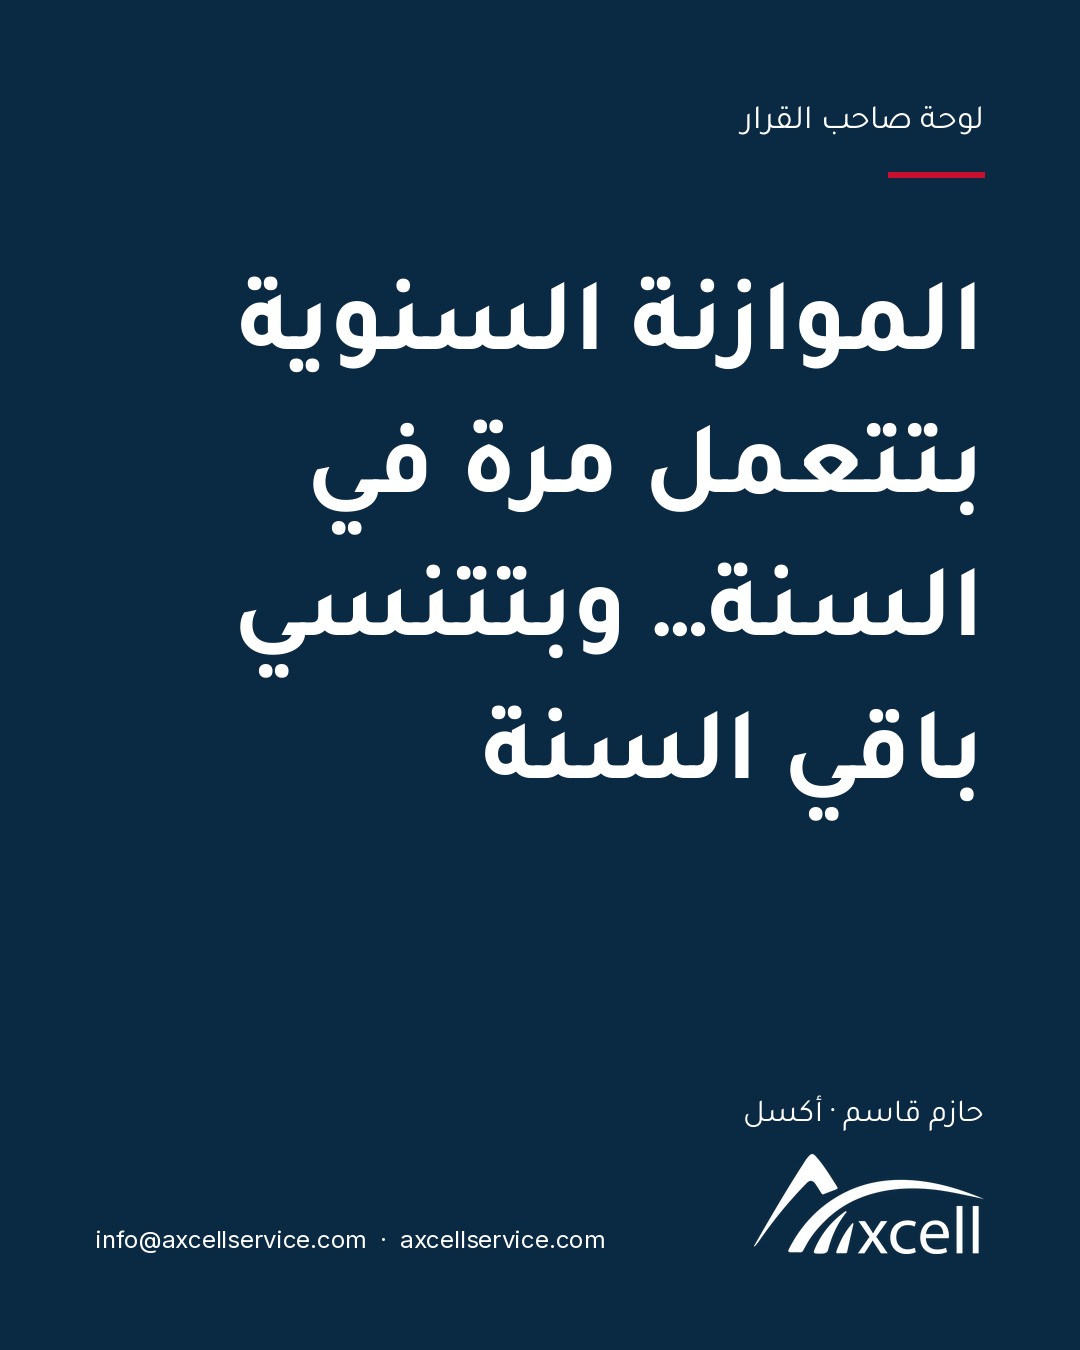 لوحة صاحب القرار
الموازنة السنوية
بتتعمل مرة في
السنة... وبتتنسي
باقي السنة
حازم قاسم · أكسل
Axcell
info@axcellservice.com · axcellservice.com